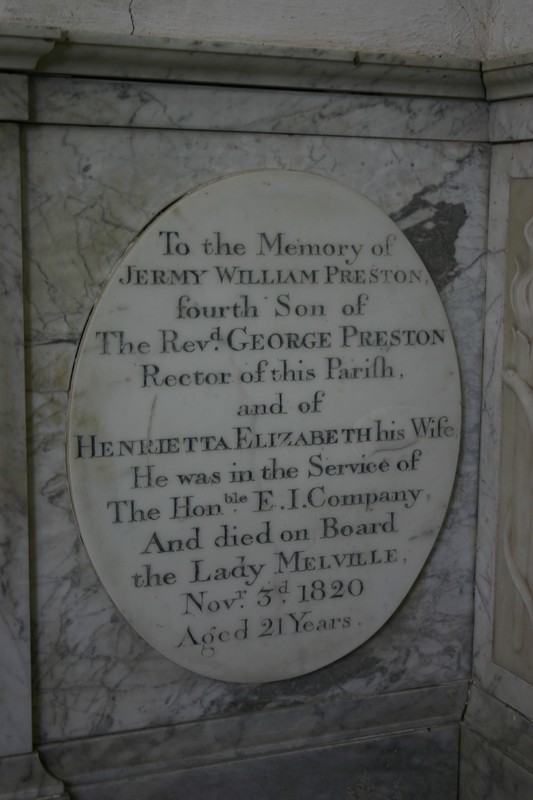 To the Memory of
JERMY WILLIAM PRESTON,
fourth Son of
The Revd. GEORGE PRESTON
Rector of this Pariſh,
and of
HENRIETTA ELIZABETH his Wife.
He was in the Service of
The Honble. E.I. Company,
And died on Board
the Lady MELVILLE,
Novr. 3d. 1820
Aged 21 Years.